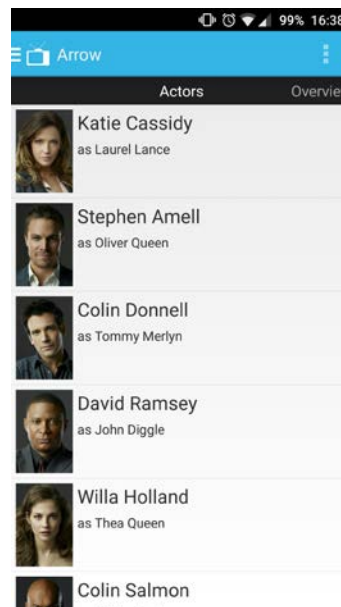 99% 16:38
Arrow
Actors Overvie
Katie Cassidy
as Laurel Lance
Stephen Amell
as Oliver Queen
Colin Donnell
as Tommy Merlyn
David Ramsey
as John Diggle
Willa Holland
as Thea Queen
Colin Salmon